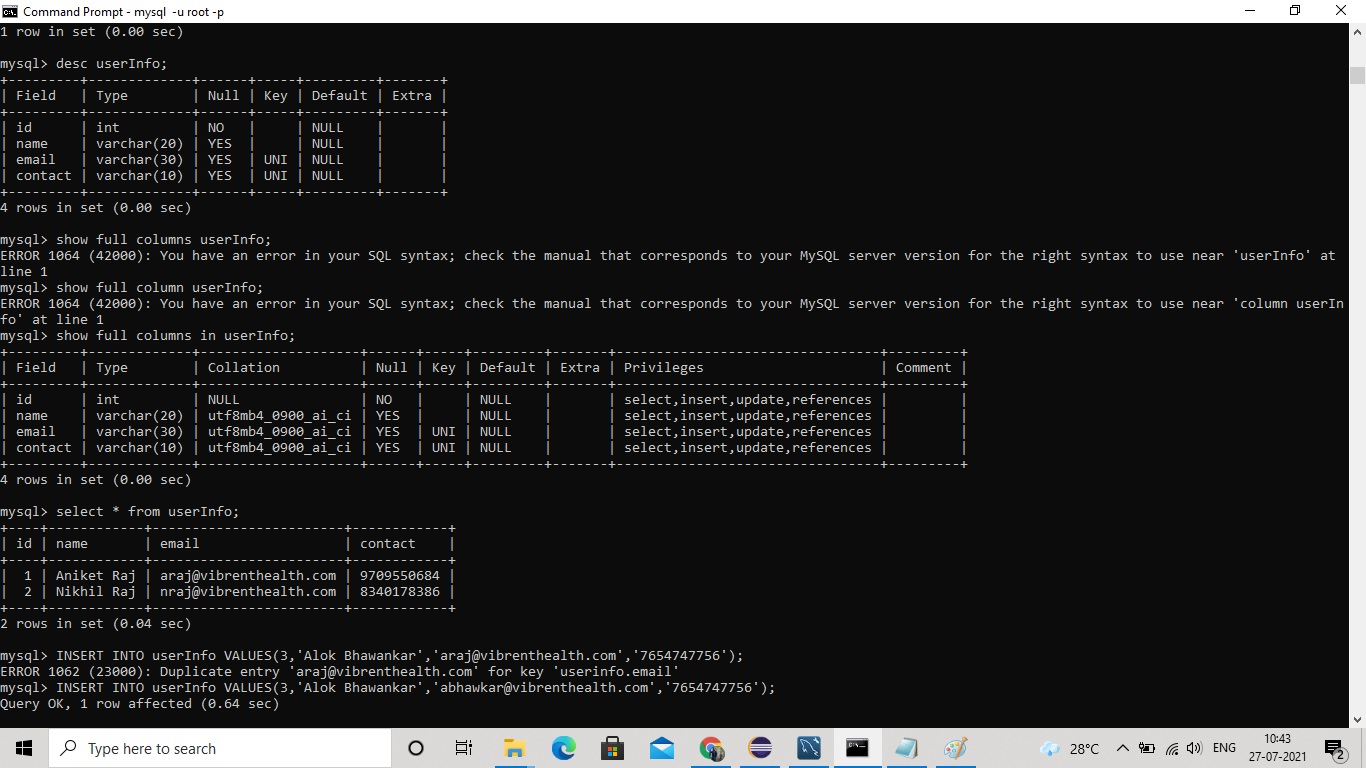 Command Prompt - mysql  -u root -p
1 row in set (0.00 sec)
mysql> desc userInfo;
+---------+-------------+------+-----+---------+-------+
| Field   | Type        | Null | Key | Default | Extra |
+---------+-------------+------+-----+---------+-------+
| id      | int         | NO   |     | NULL    |       |
| name    | varchar(20) | YES  |     | NULL    |       |
| email   | varchar(30) | YES  | UNI | NULL    |       |
| contact | varchar(10) | YES  | UNI | NULL    |       |
+---------+-------------+------+-----+---------+-------+
4 rows in set (0.00 sec)
mysql> show full columns userInfo;
ERROR 1064 (42000): You have an error in your SQL syntax; check the manual that corresponds to your MySQL server version for the right syntax to use near 'userInfo' at
line 1
mysql> show full column userInfo;
ERROR 1064 (42000): You have an error in your SQL syntax; check the manual that corresponds to your MySQL server version for the right syntax to use near 'column userIn
fo' at line 1
mysql> show full columns in userInfo;
+---------+-------------+--------------------+------+-----+---------+-------+---------------------------------+---------+
| Field   | Type        | Collation          | Null | Key | Default | Extra | Privileges                      | Comment |
+---------+-------------+--------------------+------+-----+---------+-------+---------------------------------+---------+
| id      | int         | NULL               | NO   |     | NULL    |       | select,insert,update,references |         |
| name    | varchar(20) | utf8mb4_0900_ai_ci | YES  |     | NULL    |       | select,insert,update,references |         |
| email   | varchar(30) | utf8mb4_0900_ai_ci | YES  | UNI | NULL    |       | select,insert,update,references |         |
| contact | varchar(10) | utf8mb4_0900_ai_ci | YES  | UNI | NULL    |       | select,insert,update,references |         |
+---------+-------------+--------------------+------+-----+---------+-------+---------------------------------+---------+
4 rows in set (0.00 sec)
mysql> select * from userInfo;
+----+------------+------------------------+------------+
| id | name       | email                  | contact    |
+----+------------+------------------------+------------+
|  1 | Aniket Raj | araj@vibrenthealth.com | 9709550684 |
|  2 | Nikhil Raj | nraj@vibrenthealth.com | 8340178386 |
+----+------------+------------------------+------------+
2 rows in set (0.04 sec)
mysql> INSERT INTO userInfo VALUES(3,'Alok Bhawankar','araj@vibrenthealth.com','7654747756');
ERROR 1062 (23000): Duplicate entry 'araj@vibrenthealth.com' for key 'userinfo.email'
mysql> INSERT INTO userInfo VALUES(3,'Alok Bhawankar','abhawkar@vibrenthealth.com','7654747756');
Query OK, 1 row affected (0.64 sec)
Type here to search
28°C
ENG
10:43
27-07-2021
2